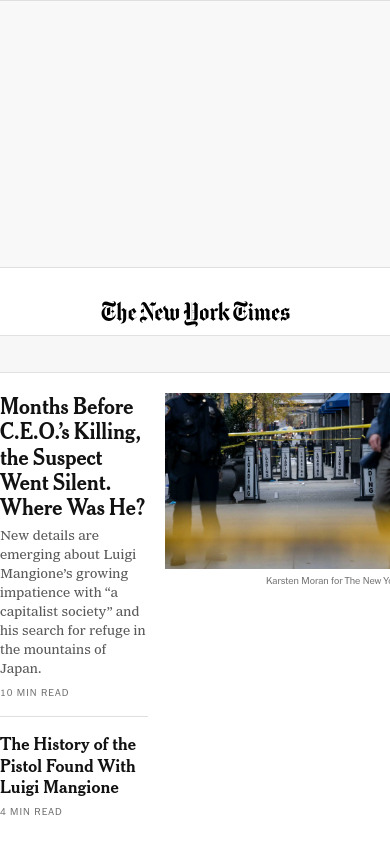 The New York Times
Months Before
C.E.O.’s Killing,
the Suspect
Went Silent.
Where Was He?
New details are
emerging about Luigi
Mangione’s growing
impatience with “a
capitalist society” and
his search for refuge in
the mountains of
Japan.
10 MIN READ
The History of the
Pistol Found With
Luigi Mangione
4 MIN READ
LOADING
LOADING
Karsten Moran for The New